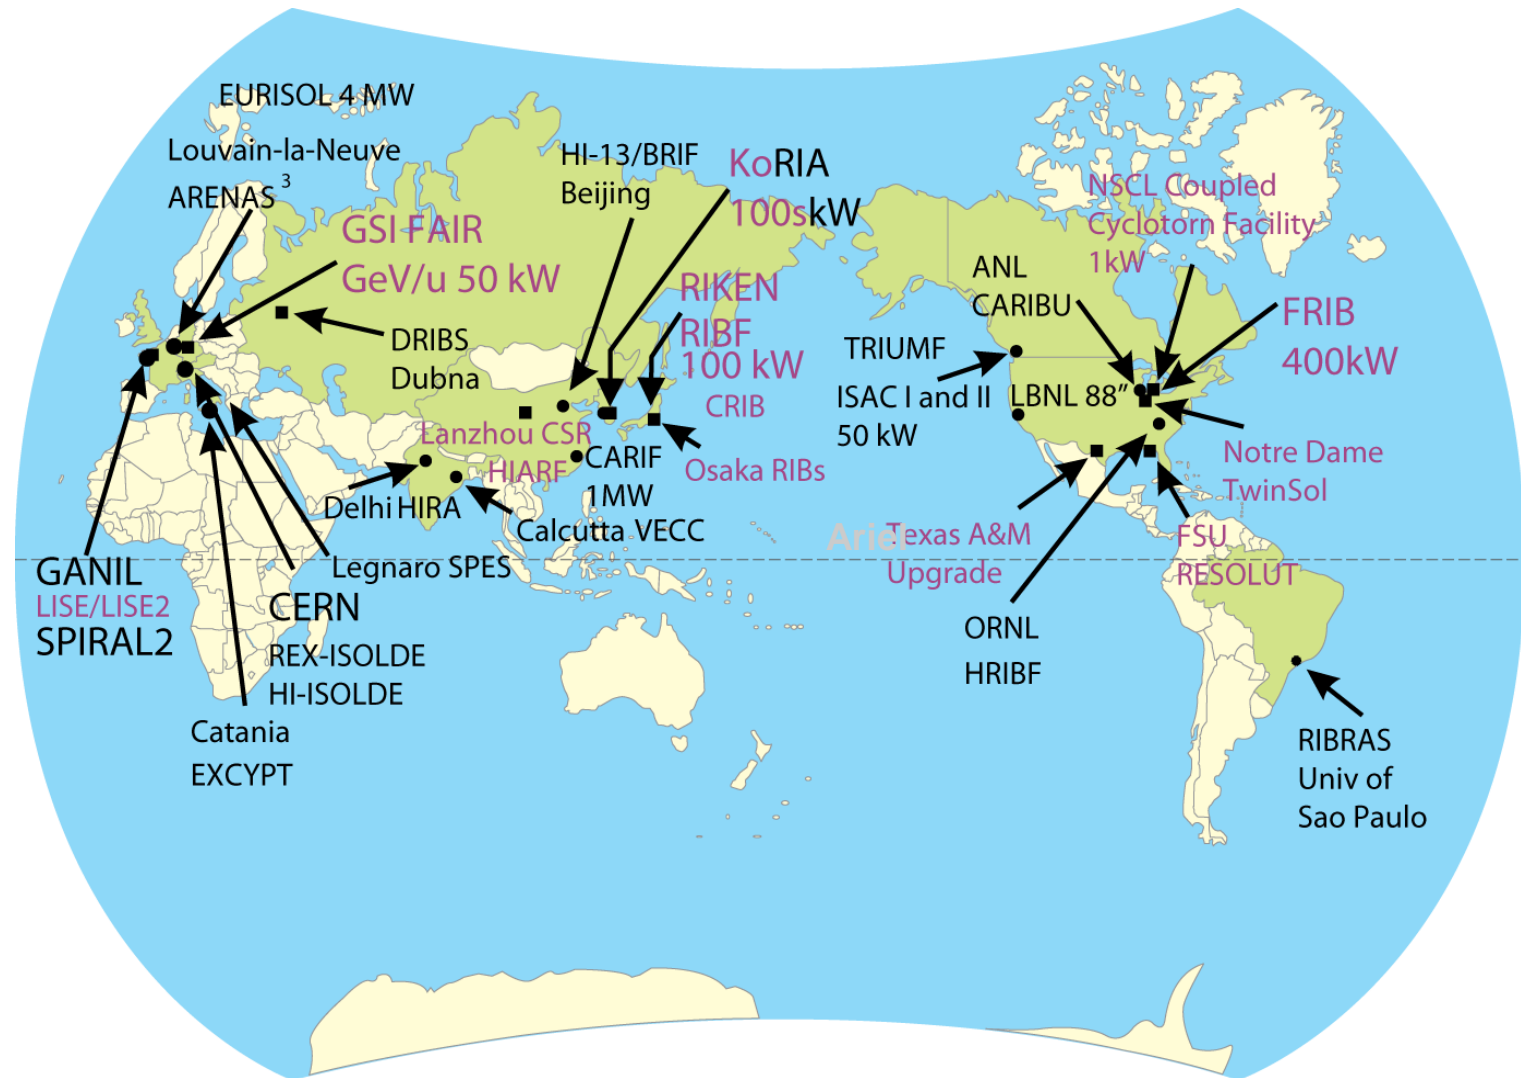 EURISOL 4 MW
Louvain-la-Neuve
ARENAS 3
GSI FAIR
GeV/u 50 kW
DRIBS
Dubna
HI-13/BRIF
Beijing
KoRIA
100skW
RIKEN
RIBF
100 kW
CRIB
Osaka RIBs
Lanzhou CSR
HIARF
CARIF
1MW
Delhi HIRA
Calcutta VECC
Legnaro SPES
GANIL
LISE/LISE2
SPIRAL2
CERN
REX-ISOLDE
HI-ISOLDE
Catania
EXCYPT
NSCL Coupled
Cyclotorn Facility
1kW
ANL
CARIBU
FRIB
400kW
TRIUMF
ISAC I and II
50 kW
LBNL 88”
Notre Dame
TwinSol
Ariel
Texas A&M
Upgrade
FSU
RESOLUT
ORNL
HRIBF
RIBRAS
Univ of
Sao Paulo